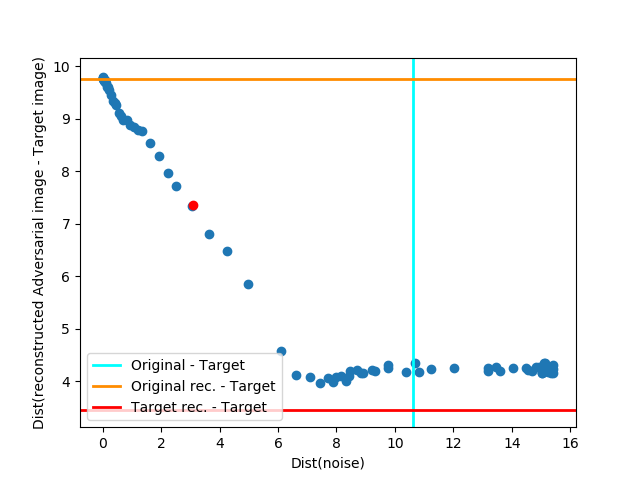 10
9
8
7
6
5
4
Dist(reconstructed Adversarial image - Target image)
Original - Target
Original rec. - Target
Target rec. - Target
0 2 4 6 8 10 12 14 16
Dist(noise)